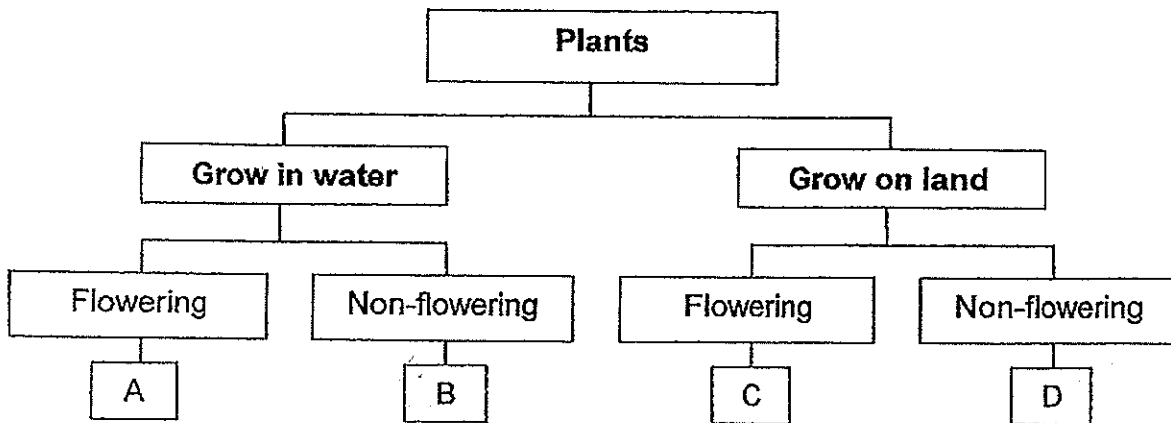 Plants
Grow in water
Grow on land
Flowering
Non-flowering
Flowering
Non-flowering
A
B
C
D